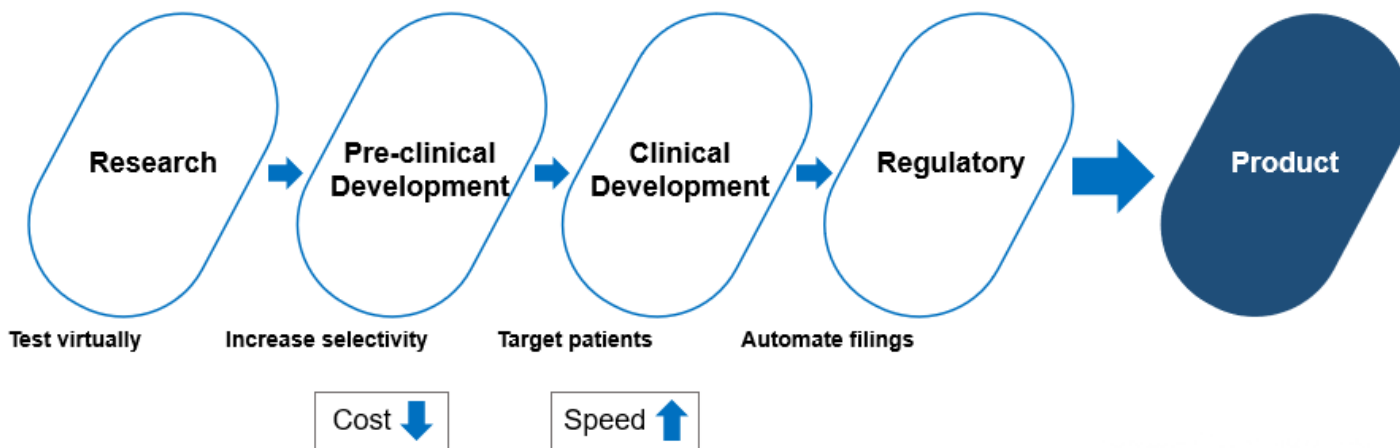 Research
Pre-clinical
Development
Clinical
Development
Regulatory
Product
Test virtually
Increase selectivity
Target patients
Automate filings
Cost
Speed